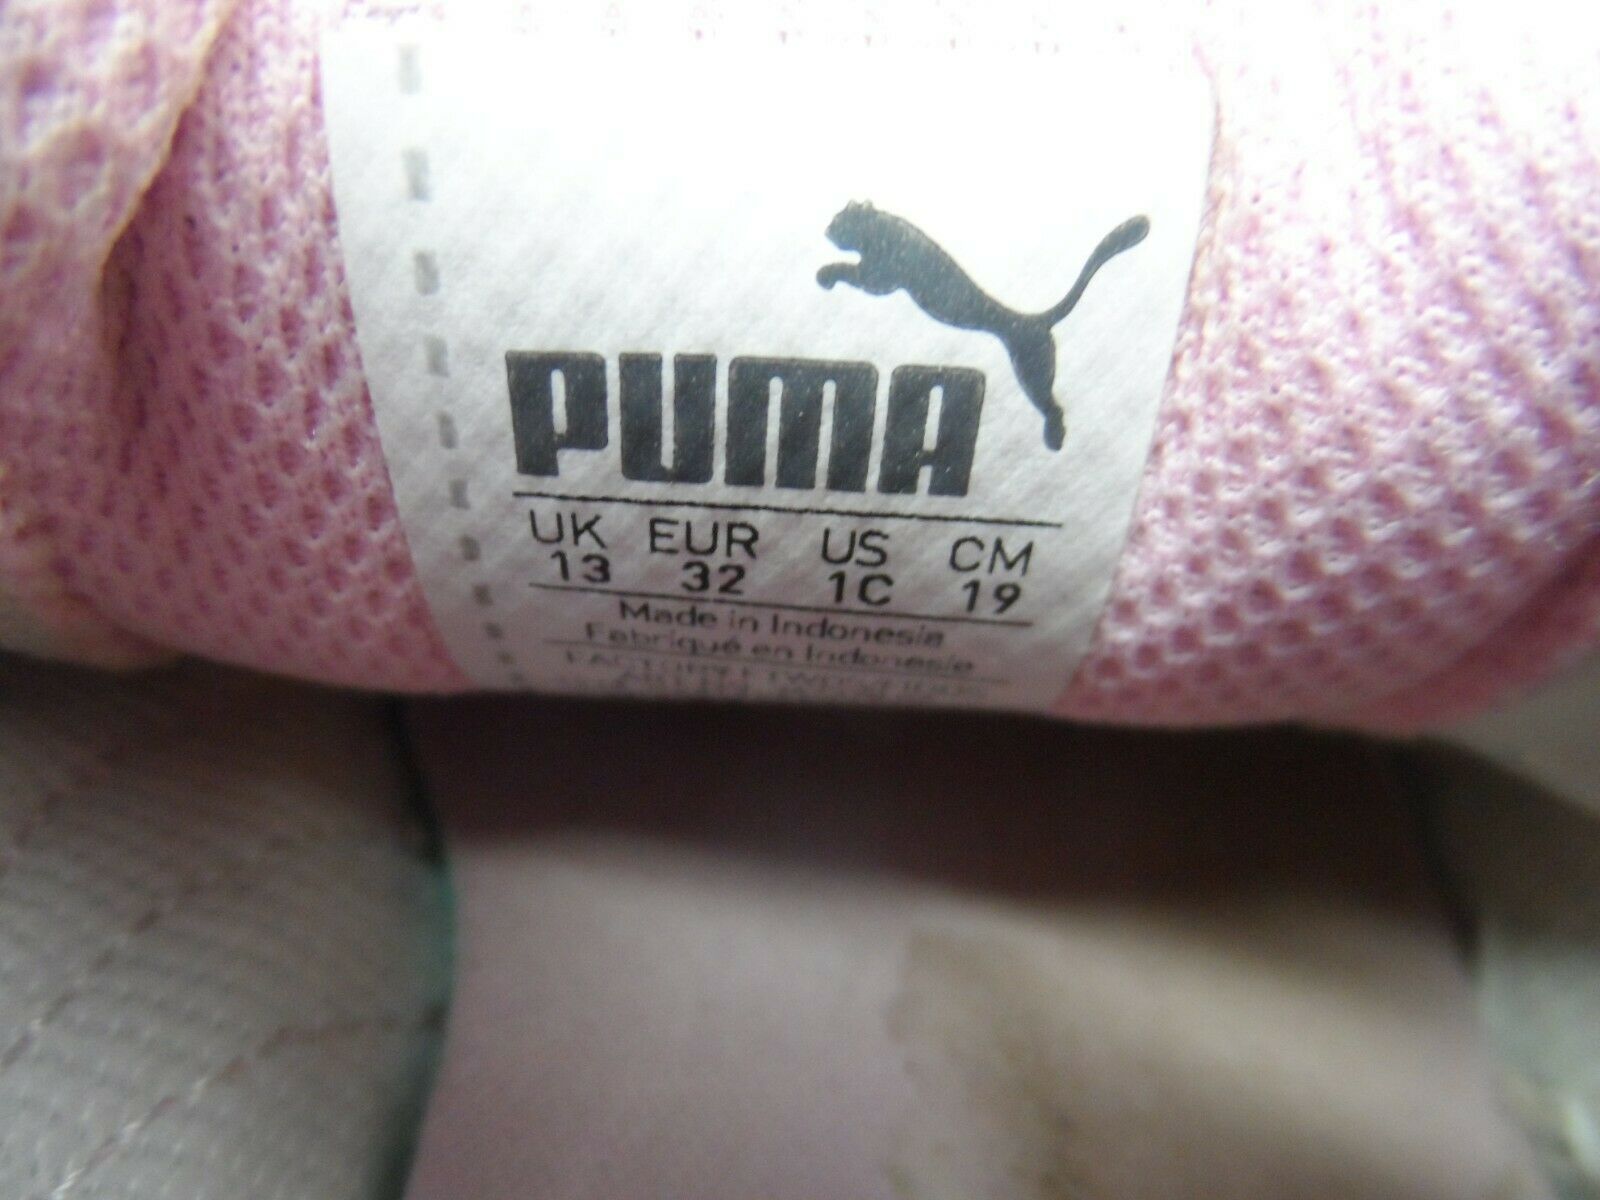 PUMA
UK EUR US CM
13 32 1C 19
Made in Indonesia
Fabriqué en Indonesie